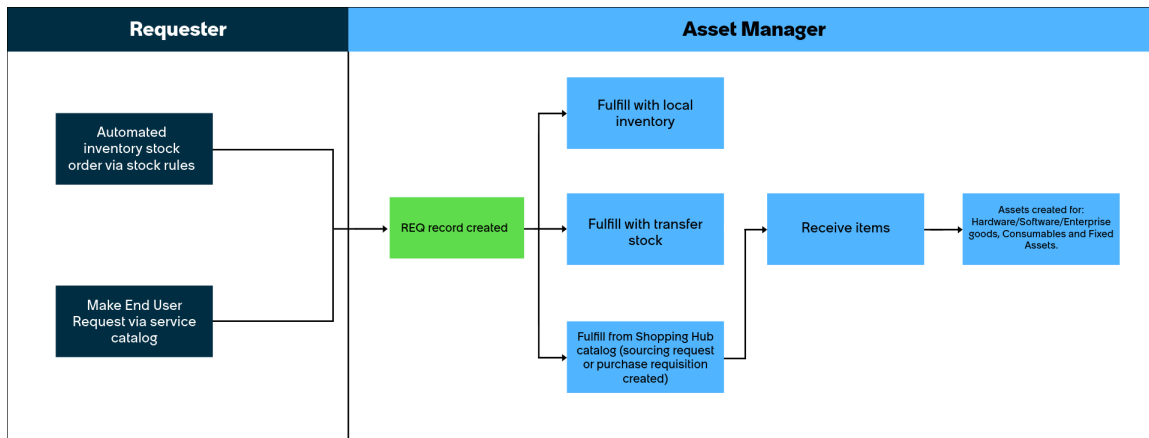 Requester
Asset Manager
Automated
inventory stock
order via stock rules
Make End User
Request via service
catalog
REQ record created
Fulfill with local
inventory
Fulfill with transfer
stock
Fulfill from Shopping Hub
catalog (sourcing request
or purchase requisition
created)
Receive items
Assets created for:
Hardware/Software/Enterprise
goods, Consumables and Fixed
Assets.